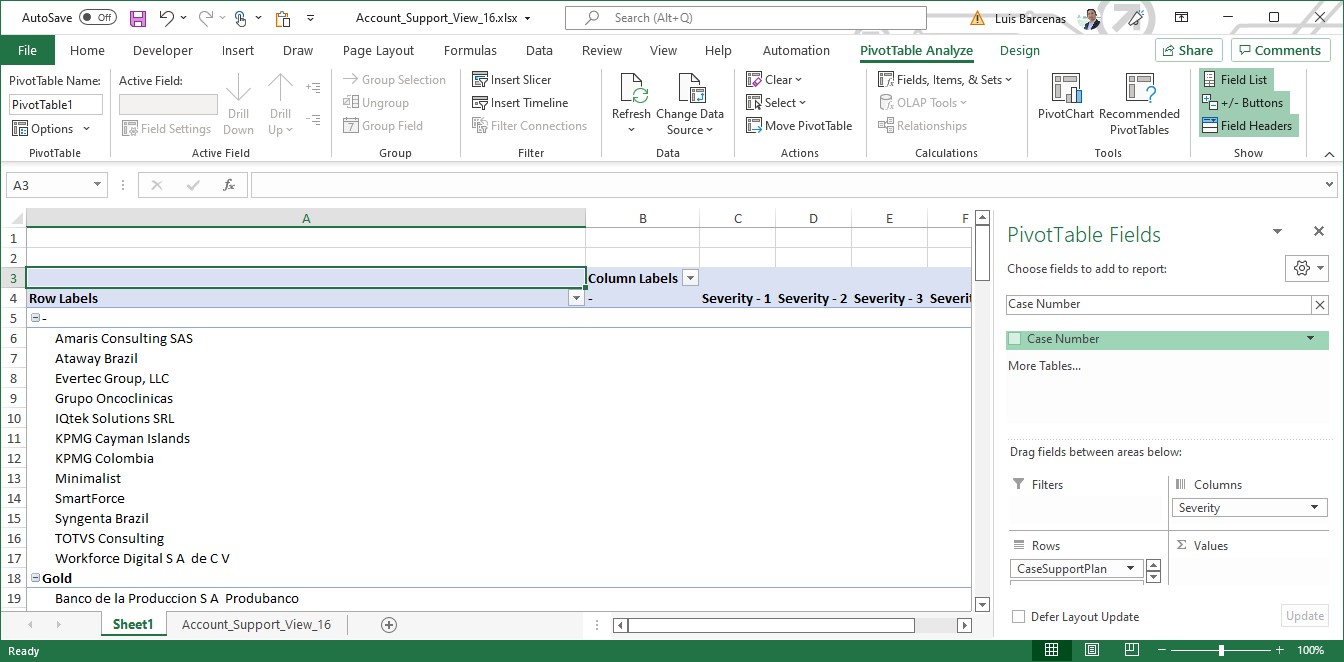 AutoSave Off Account_Support_View_16.xlsx Search (Alt+Q) Luis Barcenas
File Home Developer Insert Draw Page Layout Formulas Data Review View Help Automation PivotTable Analyze Design Share Comments
PivotTable Name:
PivotTable1
Options
PivotTable
Active Field:
Field Settings
Drill
Down
Drill
Up
Active Field
Group Selection
Ungroup
Group Field
Group
Insert Slicer
Insert Timeline
Filter Connections
Filter
Refresh
Change Data
Source
Data
Clear
Select
Move PivotTable
Actions
Fields, Items, & Sets
OLAP Tools
Relationships
Calculations
PivotChart
Recommended
PivotTables
Tools
Field List
+/- Buttons
Field Headers
Show
A3 fx
A B C D E F
1
2
3 Column Labels
4 Row Labels - Severity - 1 Severity - 2 Severity - 3 Severit
5 -
6 Amaris Consulting SAS
7 Ataway Brazil
8 Evertec Group, LLC
9 Grupo Oncoclinicas
10 IQtek Solutions SRL
11 KPMG Cayman Islands
12 KPMG Colombia
13 Minimalist
14 SmartForce
15 Syngenta Brazil
16 TOTVS Consulting
17 Workforce Digital S A de C V
18 Gold
19 Banco de la Produccion S A Produbanco
Sheet1 Account_Support_View_16
PivotTable Fields
Choose fields to add to report:
Case Number
Case Number
More Tables...
Drag fields between areas below:
Filters
Columns
Severity
Rows
CaseSupportPlan
Σ Values
Defer Layout Update Update
Ready 100%